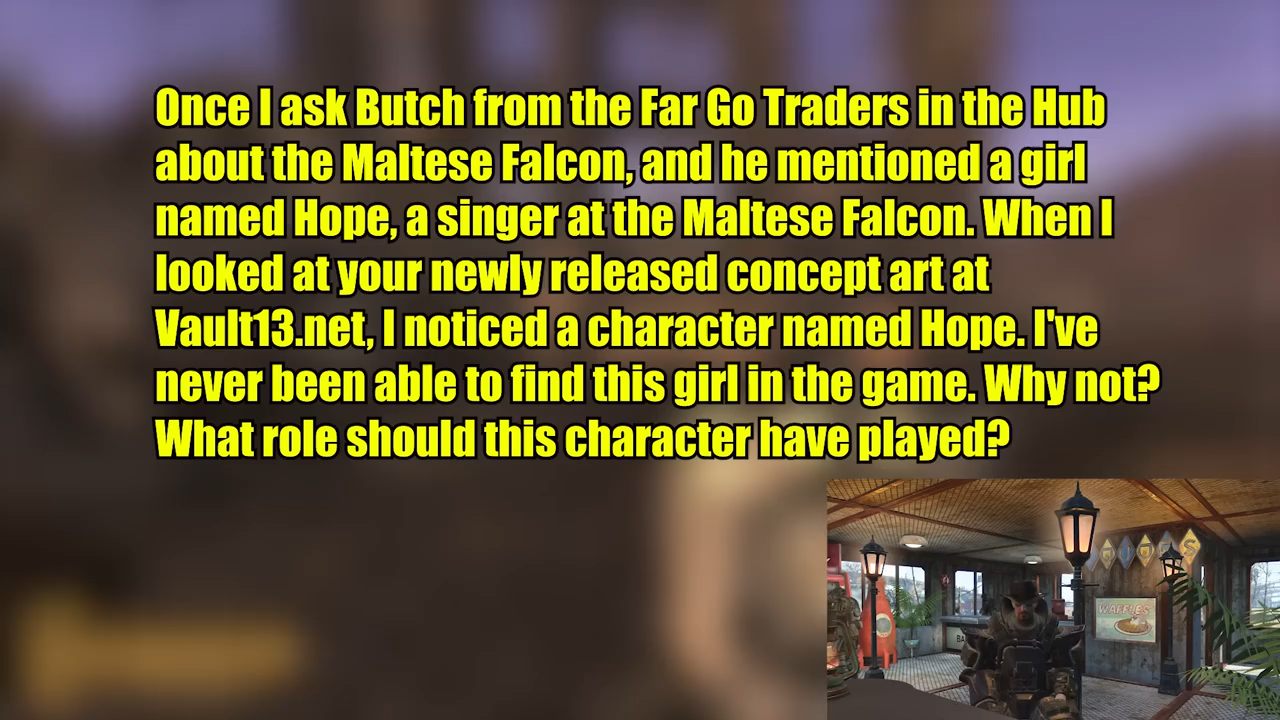 Once I ask Butch from the Far Go Traders in the Hub
about the Maltese Falcon, and he mentioned a girl
named Hope, a singer at the Maltese Falcon. When I
looked at your newly released concept art at
Vault13.net, I noticed a character named Hope. I've
never been able to find this girl in the game. Why not?
What role should this character have played?
WAFFLES